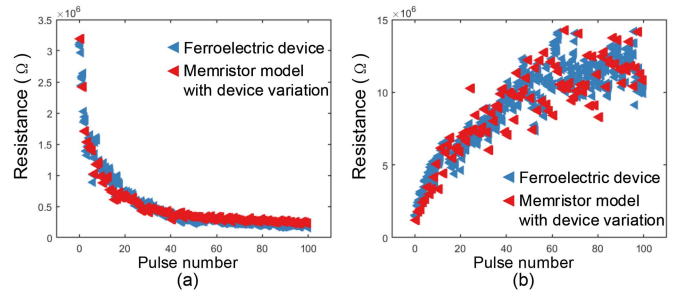 ×10⁶
3.5
3
2.5
2
1.5
1
0.5
0
0
20
40
60
80
100
Resistance ( Ω )
Pulse number
Ferroelectric device
Memristor model
with device variation
(a)
×10⁶
15
10
5
0
0
20
40
60
80
100
Resistance ( Ω )
Pulse number
Ferroelectric device
Memristor model
with device variation
(b)